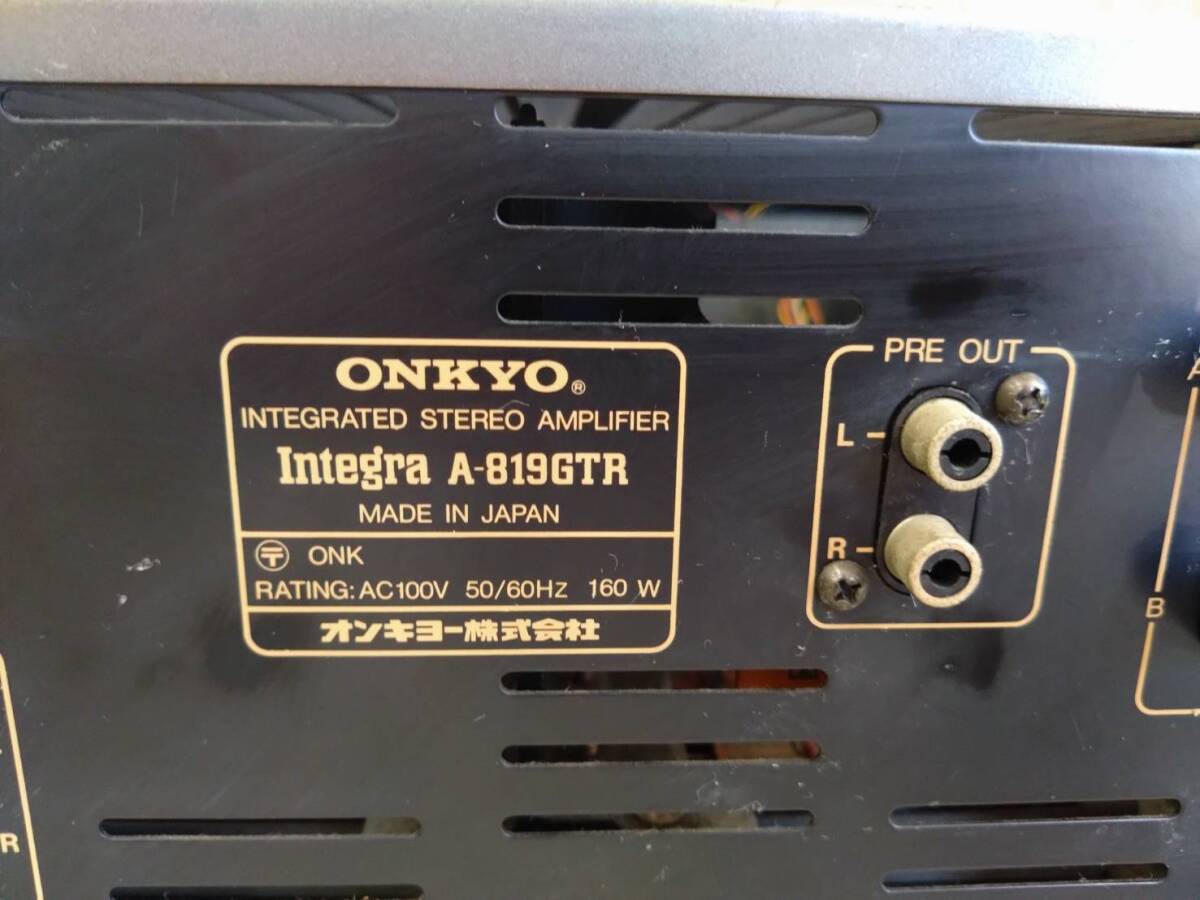 ONKYO®
INTEGRATED STEREO AMPLIFIER
Integra A-819GTR
MADE IN JAPAN
〶 ONK
RATING: AC100V 50/60Hz 160 W
オンキヨー株式会社
PRE OUT
L
R
A
B
R